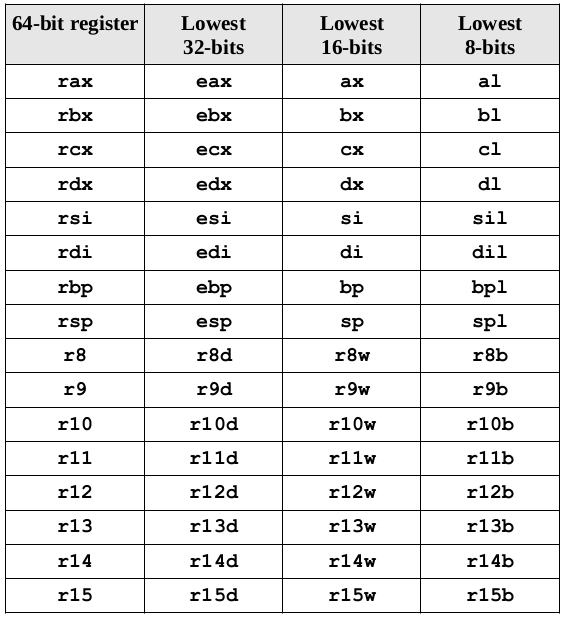 64-bit register Lowest 32-bits Lowest 16-bits Lowest 8-bits
rax eax ax al
rbx ebx bx bl
rcx ecx cx cl
rdx edx dx dl
rsi esi si sil
rdi edi di dil
rbp ebp bp bpl
rsp esp sp spl
r8 r8d r8w r8b
r9 r9d r9w r9b
r10 r10d r10w r10b
r11 r11d r11w r11b
r12 r12d r12w r12b
r13 r13d r13w r13b
r14 r14d r14w r14b
r15 r15d r15w r15b